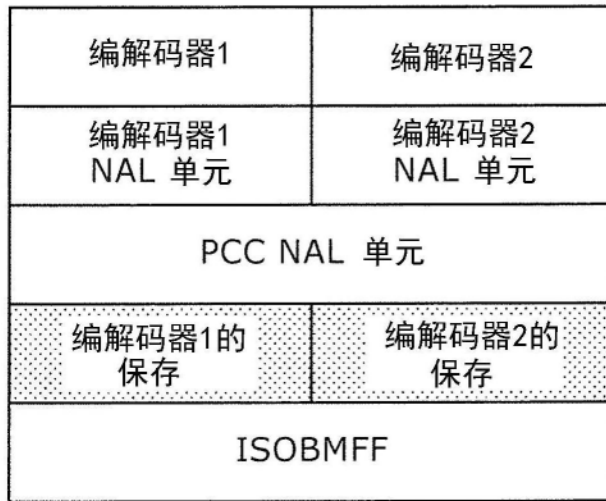 编解码器1
编解码器2
编解码器1
NAL 单元
编解码器2
NAL 单元
PCC NAL 单元
编解码器1的
保存
编解码器2的
保存
ISOBMFF